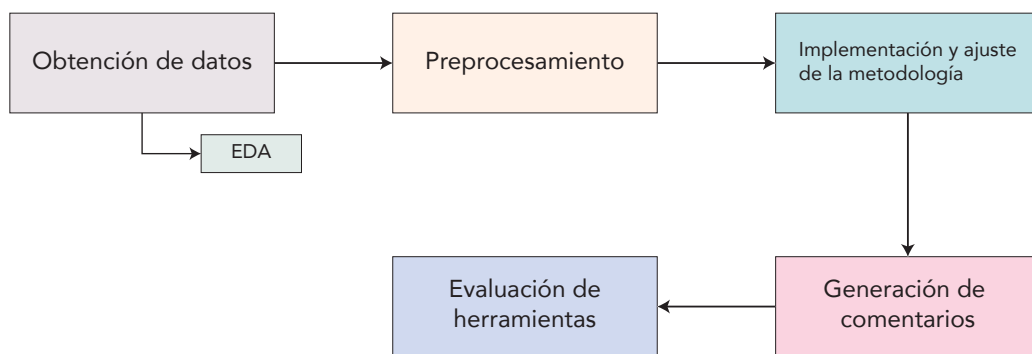 Obtención de datos
Preprocesamiento
Implementación y ajuste
de la metodología
EDA
Evaluación de
herramientas
Generación de
comentarios